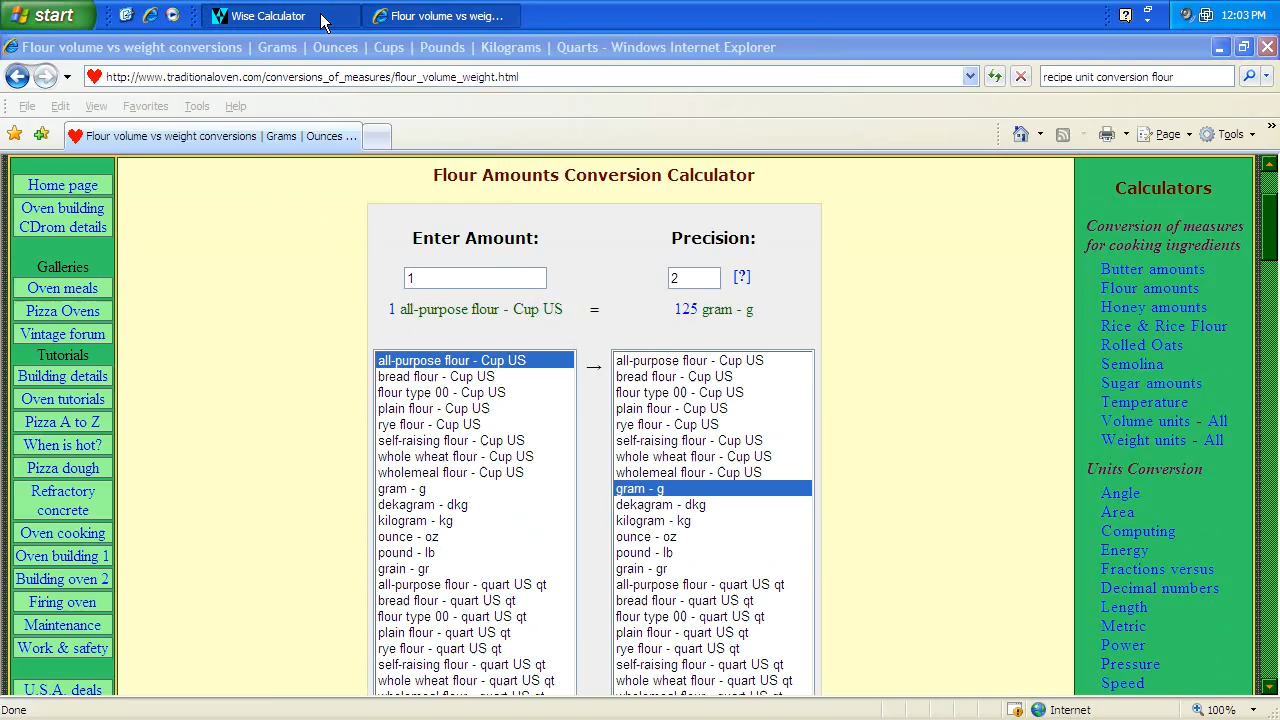 start
Wise Calculator
Flour volume vs weig...
12:03 PM
Flour volume vs weight conversions | Grams | Ounces | Cups | Pounds | Kilograms | Quarts - Windows Internet Explorer
http://www.traditionaloven.com/conversions_of_measures/flour_volume_weight.html
recipe unit conversion flour
File Edit View Favorites Tools Help
Flour volume vs weight conversions | Grams | Ounces ...
Page
Tools
Home page
Oven building
CDrom details
Galleries
Oven meals
Pizza Ovens
Vintage forum
Tutorials
Building details
Oven tutorials
Pizza A to Z
When is hot?
Pizza dough
Refractory
concrete
Oven cooking
Oven building 1
Building oven 2
Firing oven
Maintenance
Work & safety
U.S.A. deals
Flour Amounts Conversion Calculator
Enter Amount:
Precision:
1
2
[?]
1 all-purpose flour - Cup US = 125 gram - g
all-purpose flour - Cup US
bread flour - Cup US
flour type 00 - Cup US
plain flour - Cup US
rye flour - Cup US
self-raising flour - Cup US
whole wheat flour - Cup US
wholemeal flour - Cup US
gram - g
dekagram - dkg
kilogram - kg
ounce - oz
pound - lb
grain - gr
all-purpose flour - quart US qt
bread flour - quart US qt
flour type 00 - quart US qt
plain flour - quart US qt
rye flour - quart US qt
self-raising flour - quart US qt
whole wheat flour - quart US qt
wholemeal flour - quart US qt
→
all-purpose flour - Cup US
bread flour - Cup US
flour type 00 - Cup US
plain flour - Cup US
rye flour - Cup US
self-raising flour - Cup US
whole wheat flour - Cup US
wholemeal flour - Cup US
gram - g
dekagram - dkg
kilogram - kg
ounce - oz
pound - lb
grain - gr
all-purpose flour - quart US qt
bread flour - quart US qt
flour type 00 - quart US qt
plain flour - quart US qt
rye flour - quart US qt
self-raising flour - quart US qt
whole wheat flour - quart US qt
wholemeal flour - quart US qt
Calculators
Conversion of measures
for cooking ingredients
Butter amounts
Flour amounts
Honey amounts
Rice & Rice Flour
Rolled Oats
Semolina
Sugar amounts
Temperature
Volume units - All
Weight units - All
Units Conversion
Angle
Area
Computing
Energy
Fractions versus
Decimal numbers
Length
Metric
Power
Pressure
Speed
Done
Internet
100%